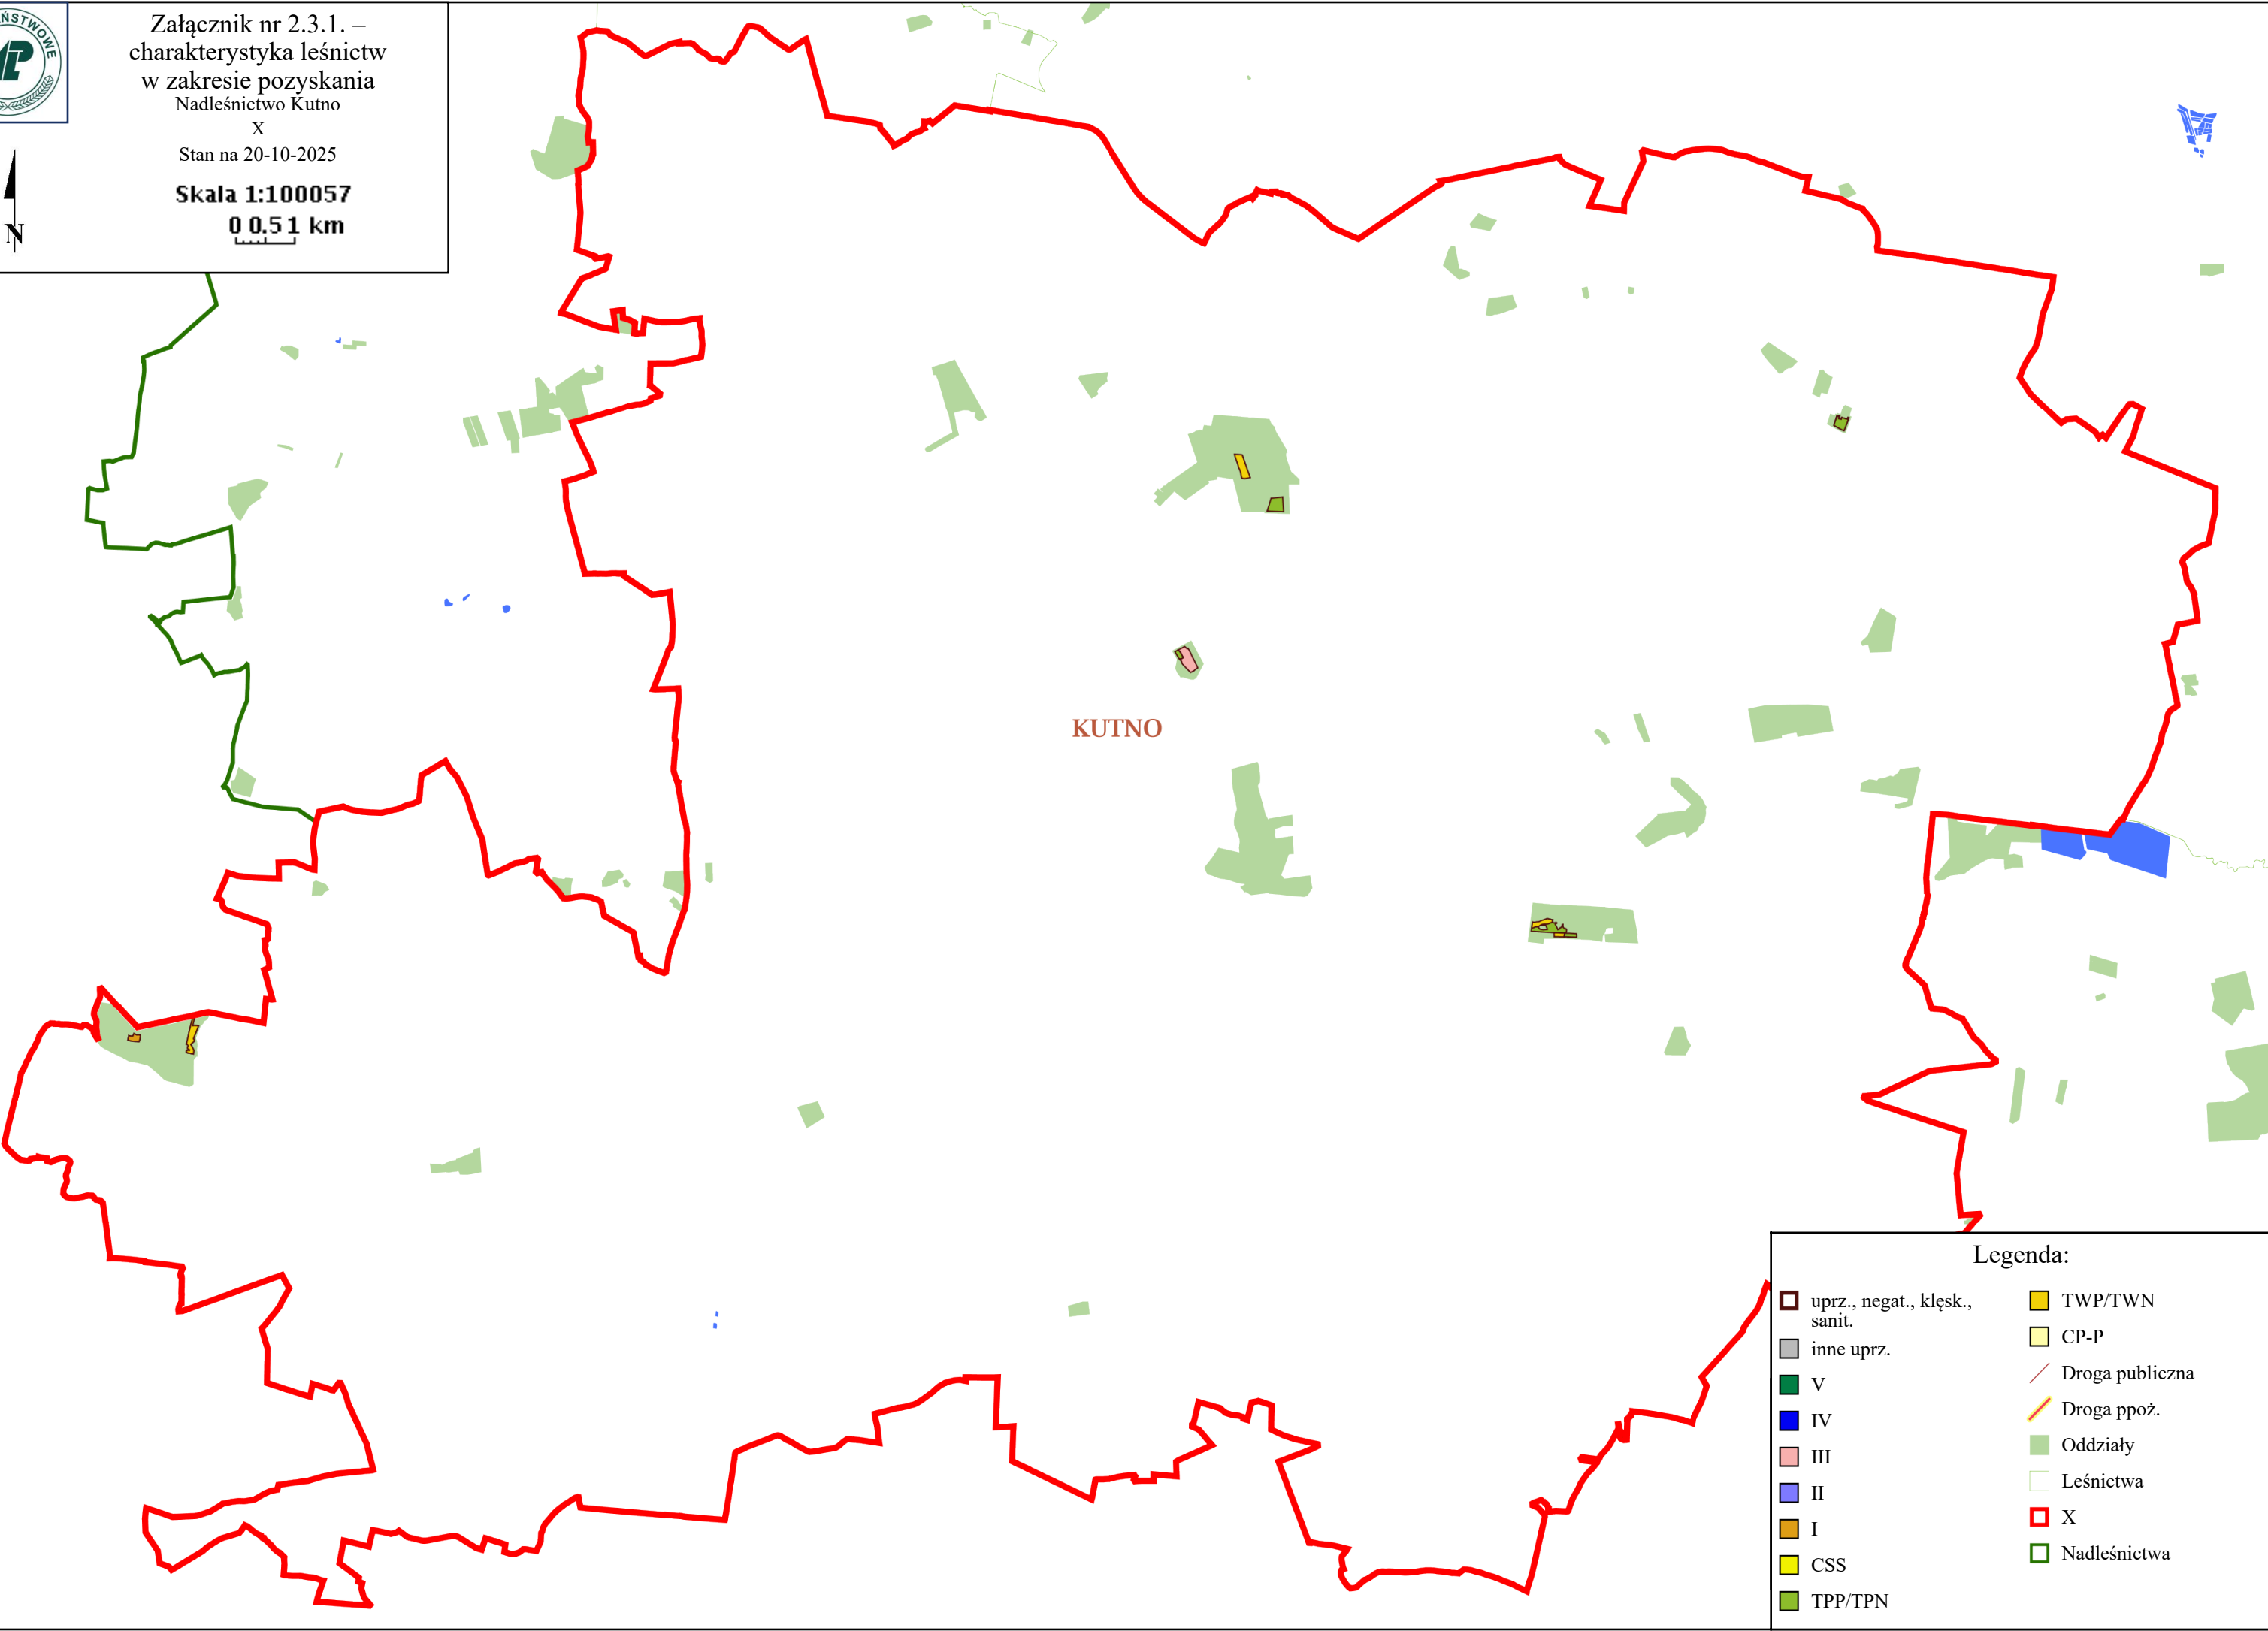 ŃSTWOWE
LP
Załącznik nr 2.3.1. –
charakterystyka leśnictw
w zakresie pozyskania
Nadleśnictwo Kutno
X
Stan na 20-10-2025
Skala 1:100057
0 0.5 1 km
N
KUTNO
Legenda:
uprz., negat., klęsk.,
sanit.
inne uprz.
V
IV
III
II
I
CSS
TPP/TPN
TWP/TWN
CP-P
Droga publiczna
Droga ppoż.
Oddziały
Leśnictwa
X
Nadleśnictwa